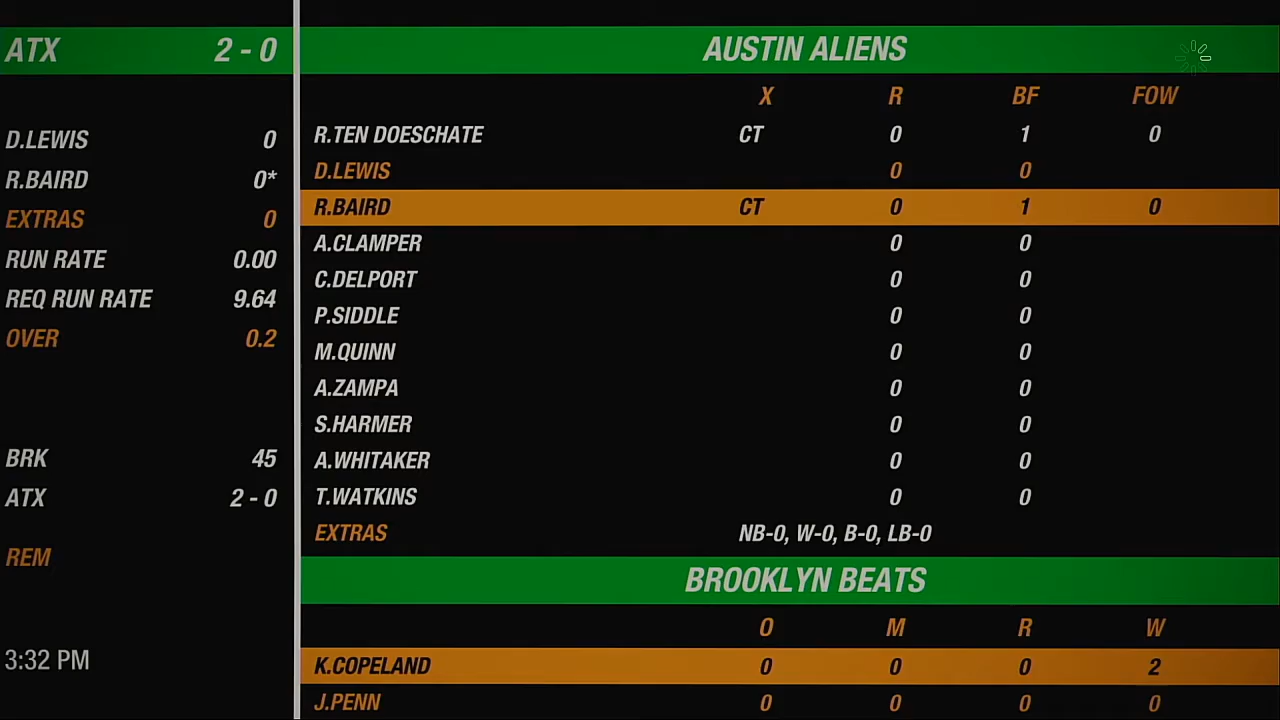 ATX 2 - 0
D.LEWIS 0
R.BAIRD 0*
EXTRAS 0
RUN RATE 0.00
REQ RUN RATE 9.64
OVER 0.2
BRK 45
ATX 2 - 0
REM
3:32 PM
AUSTIN ALIENS
X R BF FOW
R.TEN DOESCHATE CT 0 1 0
D.LEWIS 0 0
R.BAIRD CT 0 1 0
A.CLAMPER 0 0
C.DELPORT 0 0
P.SIDDLE 0 0
M.QUINN 0 0
A.ZAMPA 0 0
S.HARMER 0 0
A.WHITAKER 0 0
T.WATKINS 0 0
EXTRAS NB-0, W-0, B-0, LB-0
BROOKLYN BEATS
O M R W
K.COPELAND 0 0 0 2
J.PENN 0 0 0 0